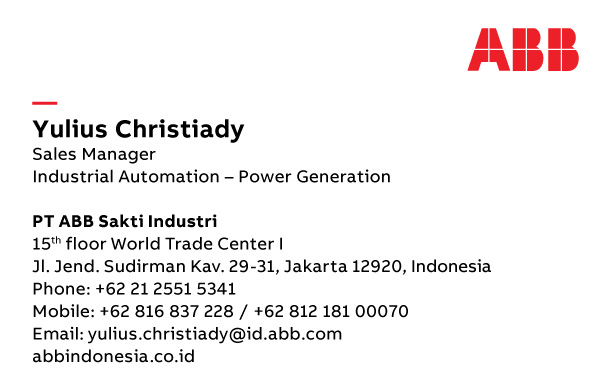 ABB
Yulius Christiady
Sales Manager
Industrial Automation – Power Generation
PT ABB Sakti Industri
15th floor World Trade Center I
Jl. Jend. Sudirman Kav. 29-31, Jakarta 12920, Indonesia
Phone: +62 21 2551 5341
Mobile: +62 816 837 228 / +62 812 181 00070
Email: yulius.christiady@id.abb.com
abbindonesia.co.id